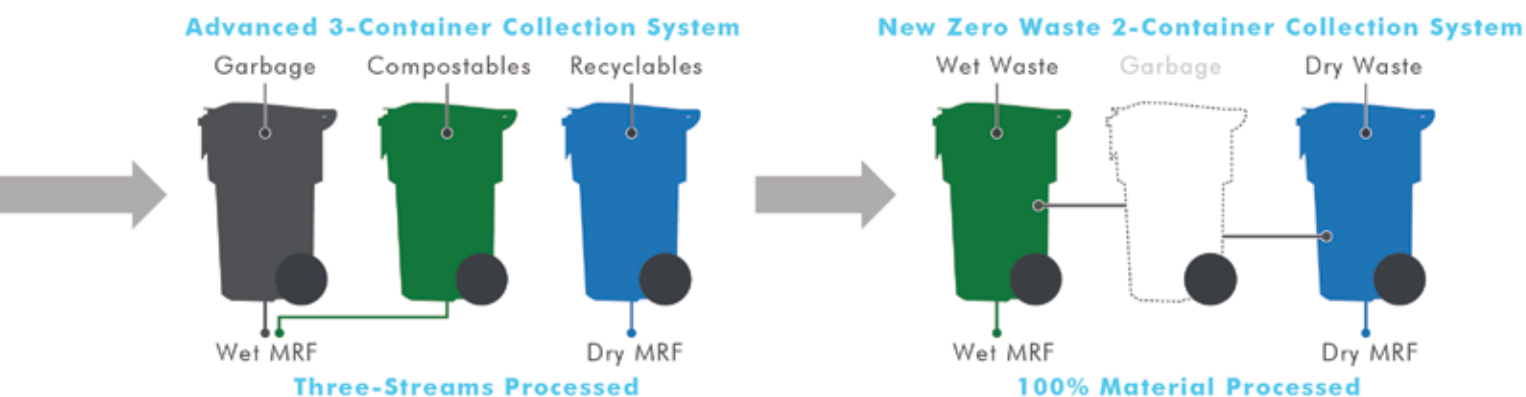 Advanced 3-Container Collection System
Garbage
Compostables
Recyclables
Wet MRF
Dry MRF
Three-Streams Processed
New Zero Waste 2-Container Collection System
Wet Waste
Garbage
Dry Waste
Wet MRF
Dry MRF
100% Material Processed